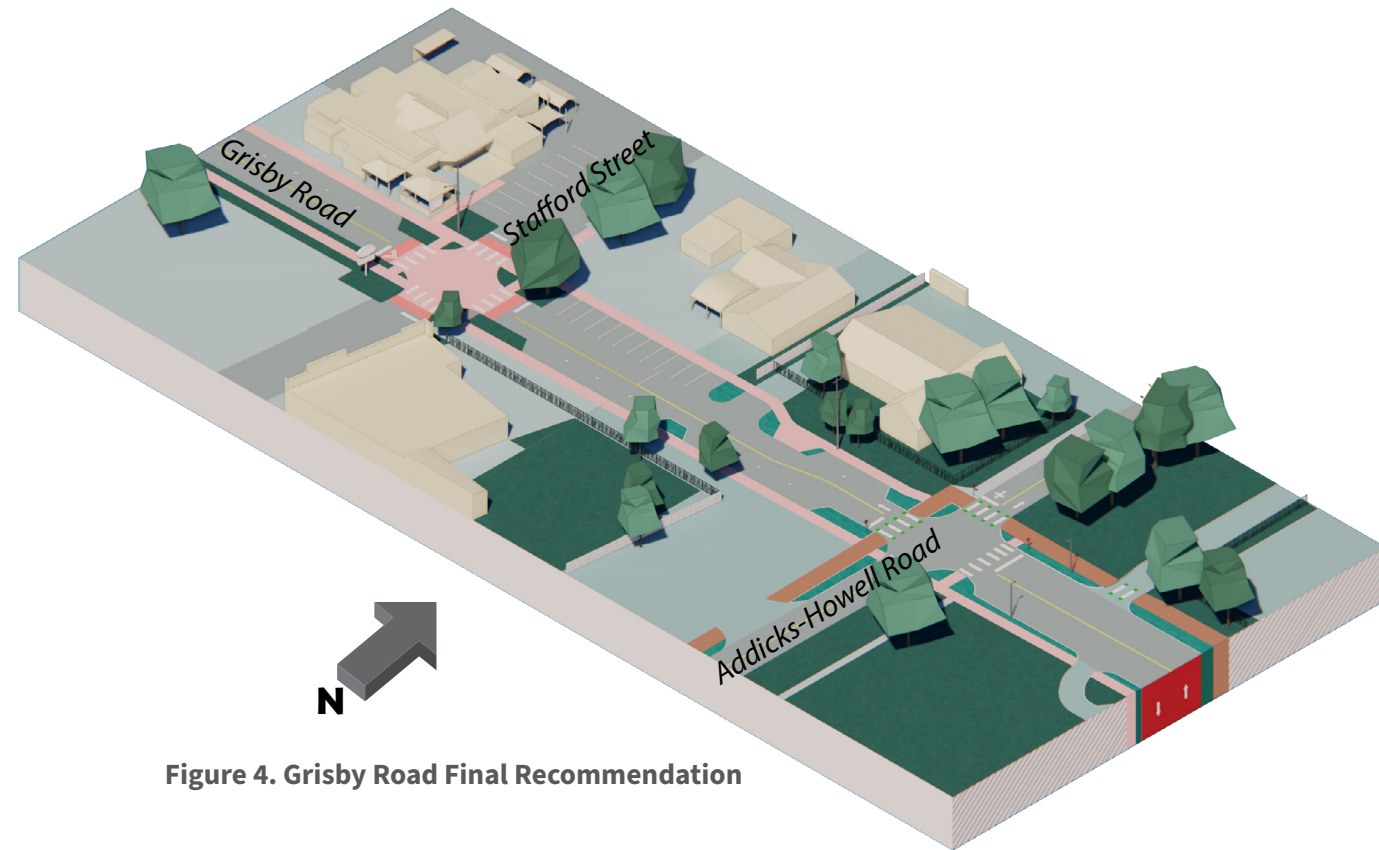 Grisby Road
Stafford Street
Addicks-Howell Road
N
Figure 4. Grisby Road Final Recommendation